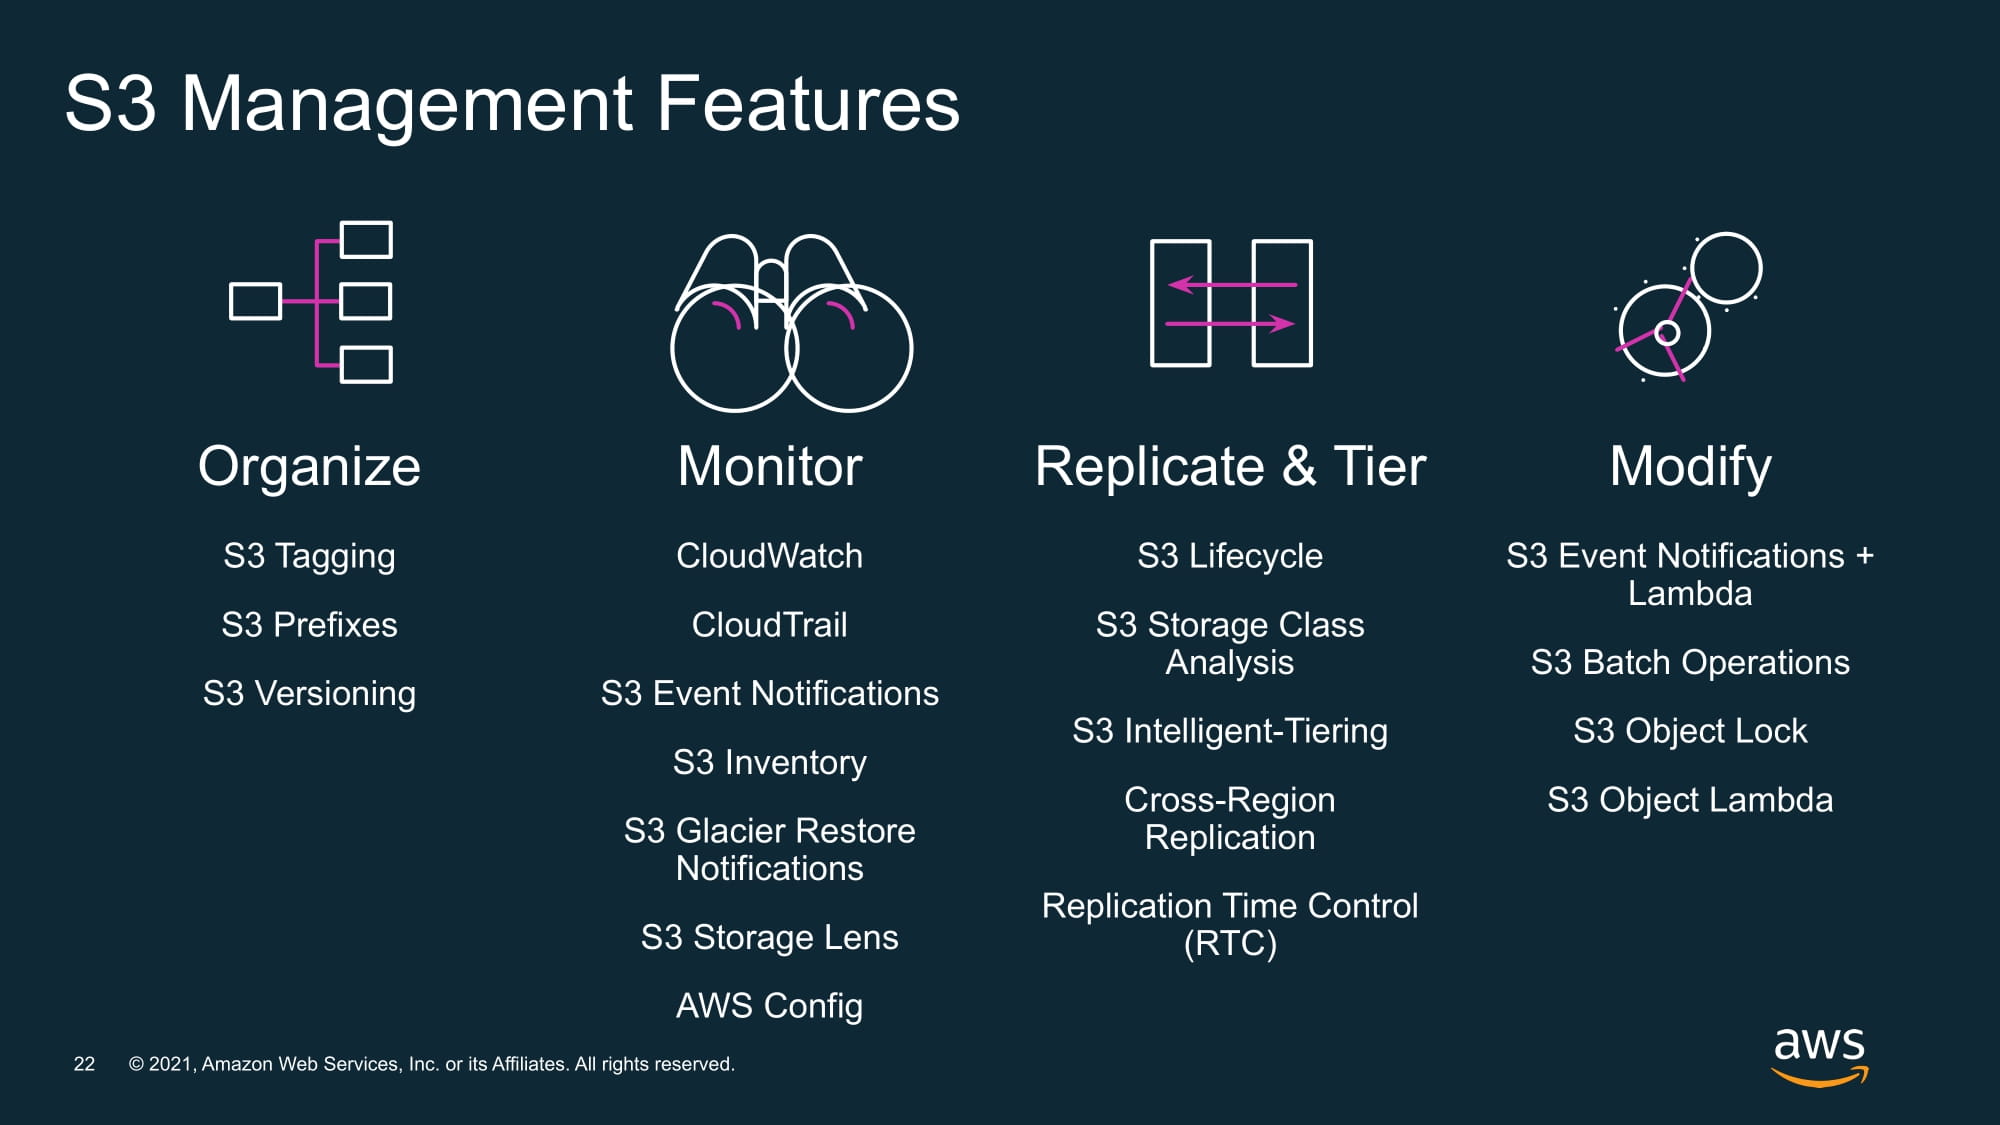 S3 Management Features
Organize
S3 Tagging
S3 Prefixes
S3 Versioning
Monitor
CloudWatch
CloudTrail
S3 Event Notifications
S3 Inventory
S3 Glacier Restore
Notifications
S3 Storage Lens
AWS Config
Replicate & Tier
S3 Lifecycle
S3 Storage Class
Analysis
S3 Intelligent-Tiering
Cross-Region
Replication
Replication Time Control
(RTC)
Modify
S3 Event Notifications +
Lambda
S3 Batch Operations
S3 Object Lock
S3 Object Lambda
22 © 2021, Amazon Web Services, Inc. or its Affiliates. All rights reserved.
aws